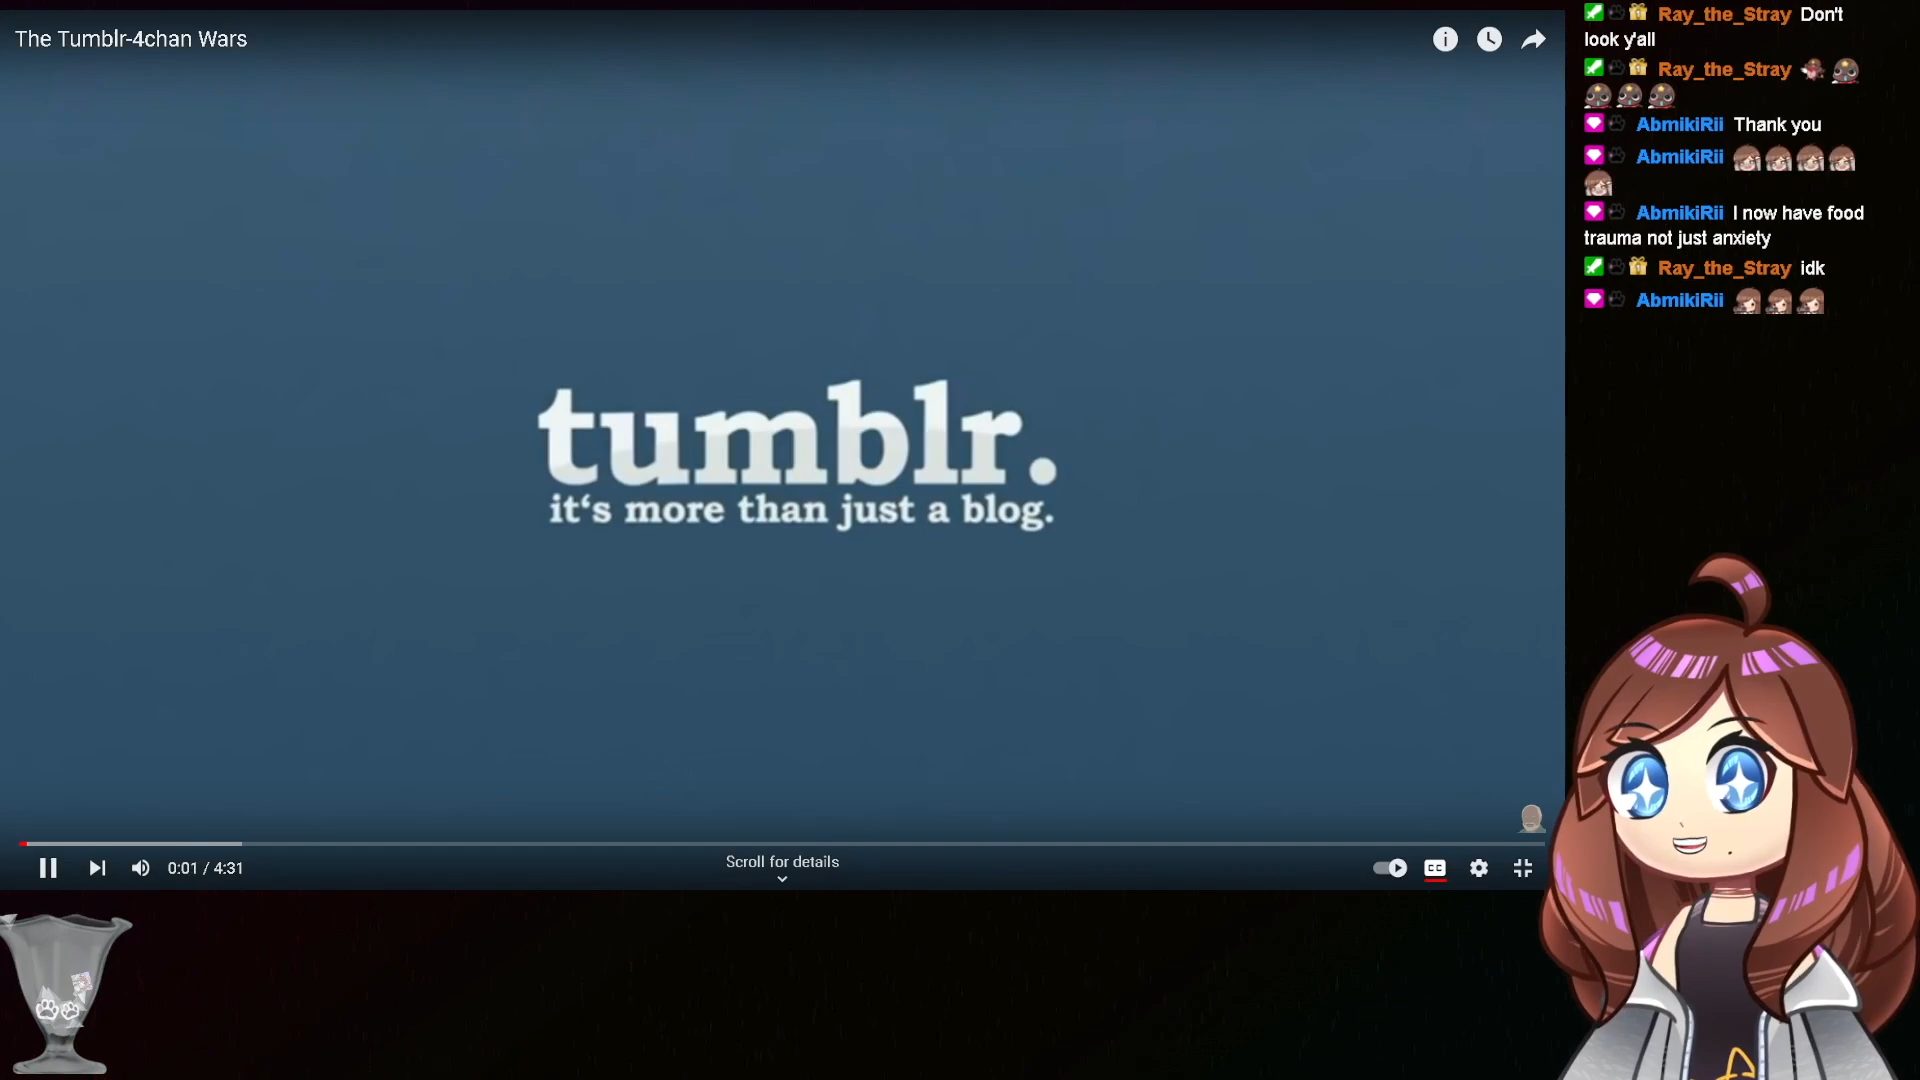 The Tumblr-4chan Wars
tumblr.
it's more than just a blog.
0:01 / 4:31
Scroll for details
CC
Ray_the_Stray Don't
look y'all
Ray_the_Stray
AbmikiRii Thank you
AbmikiRii
AbmikiRii I now have food
trauma not just anxiety
Ray_the_Stray idk
AbmikiRii